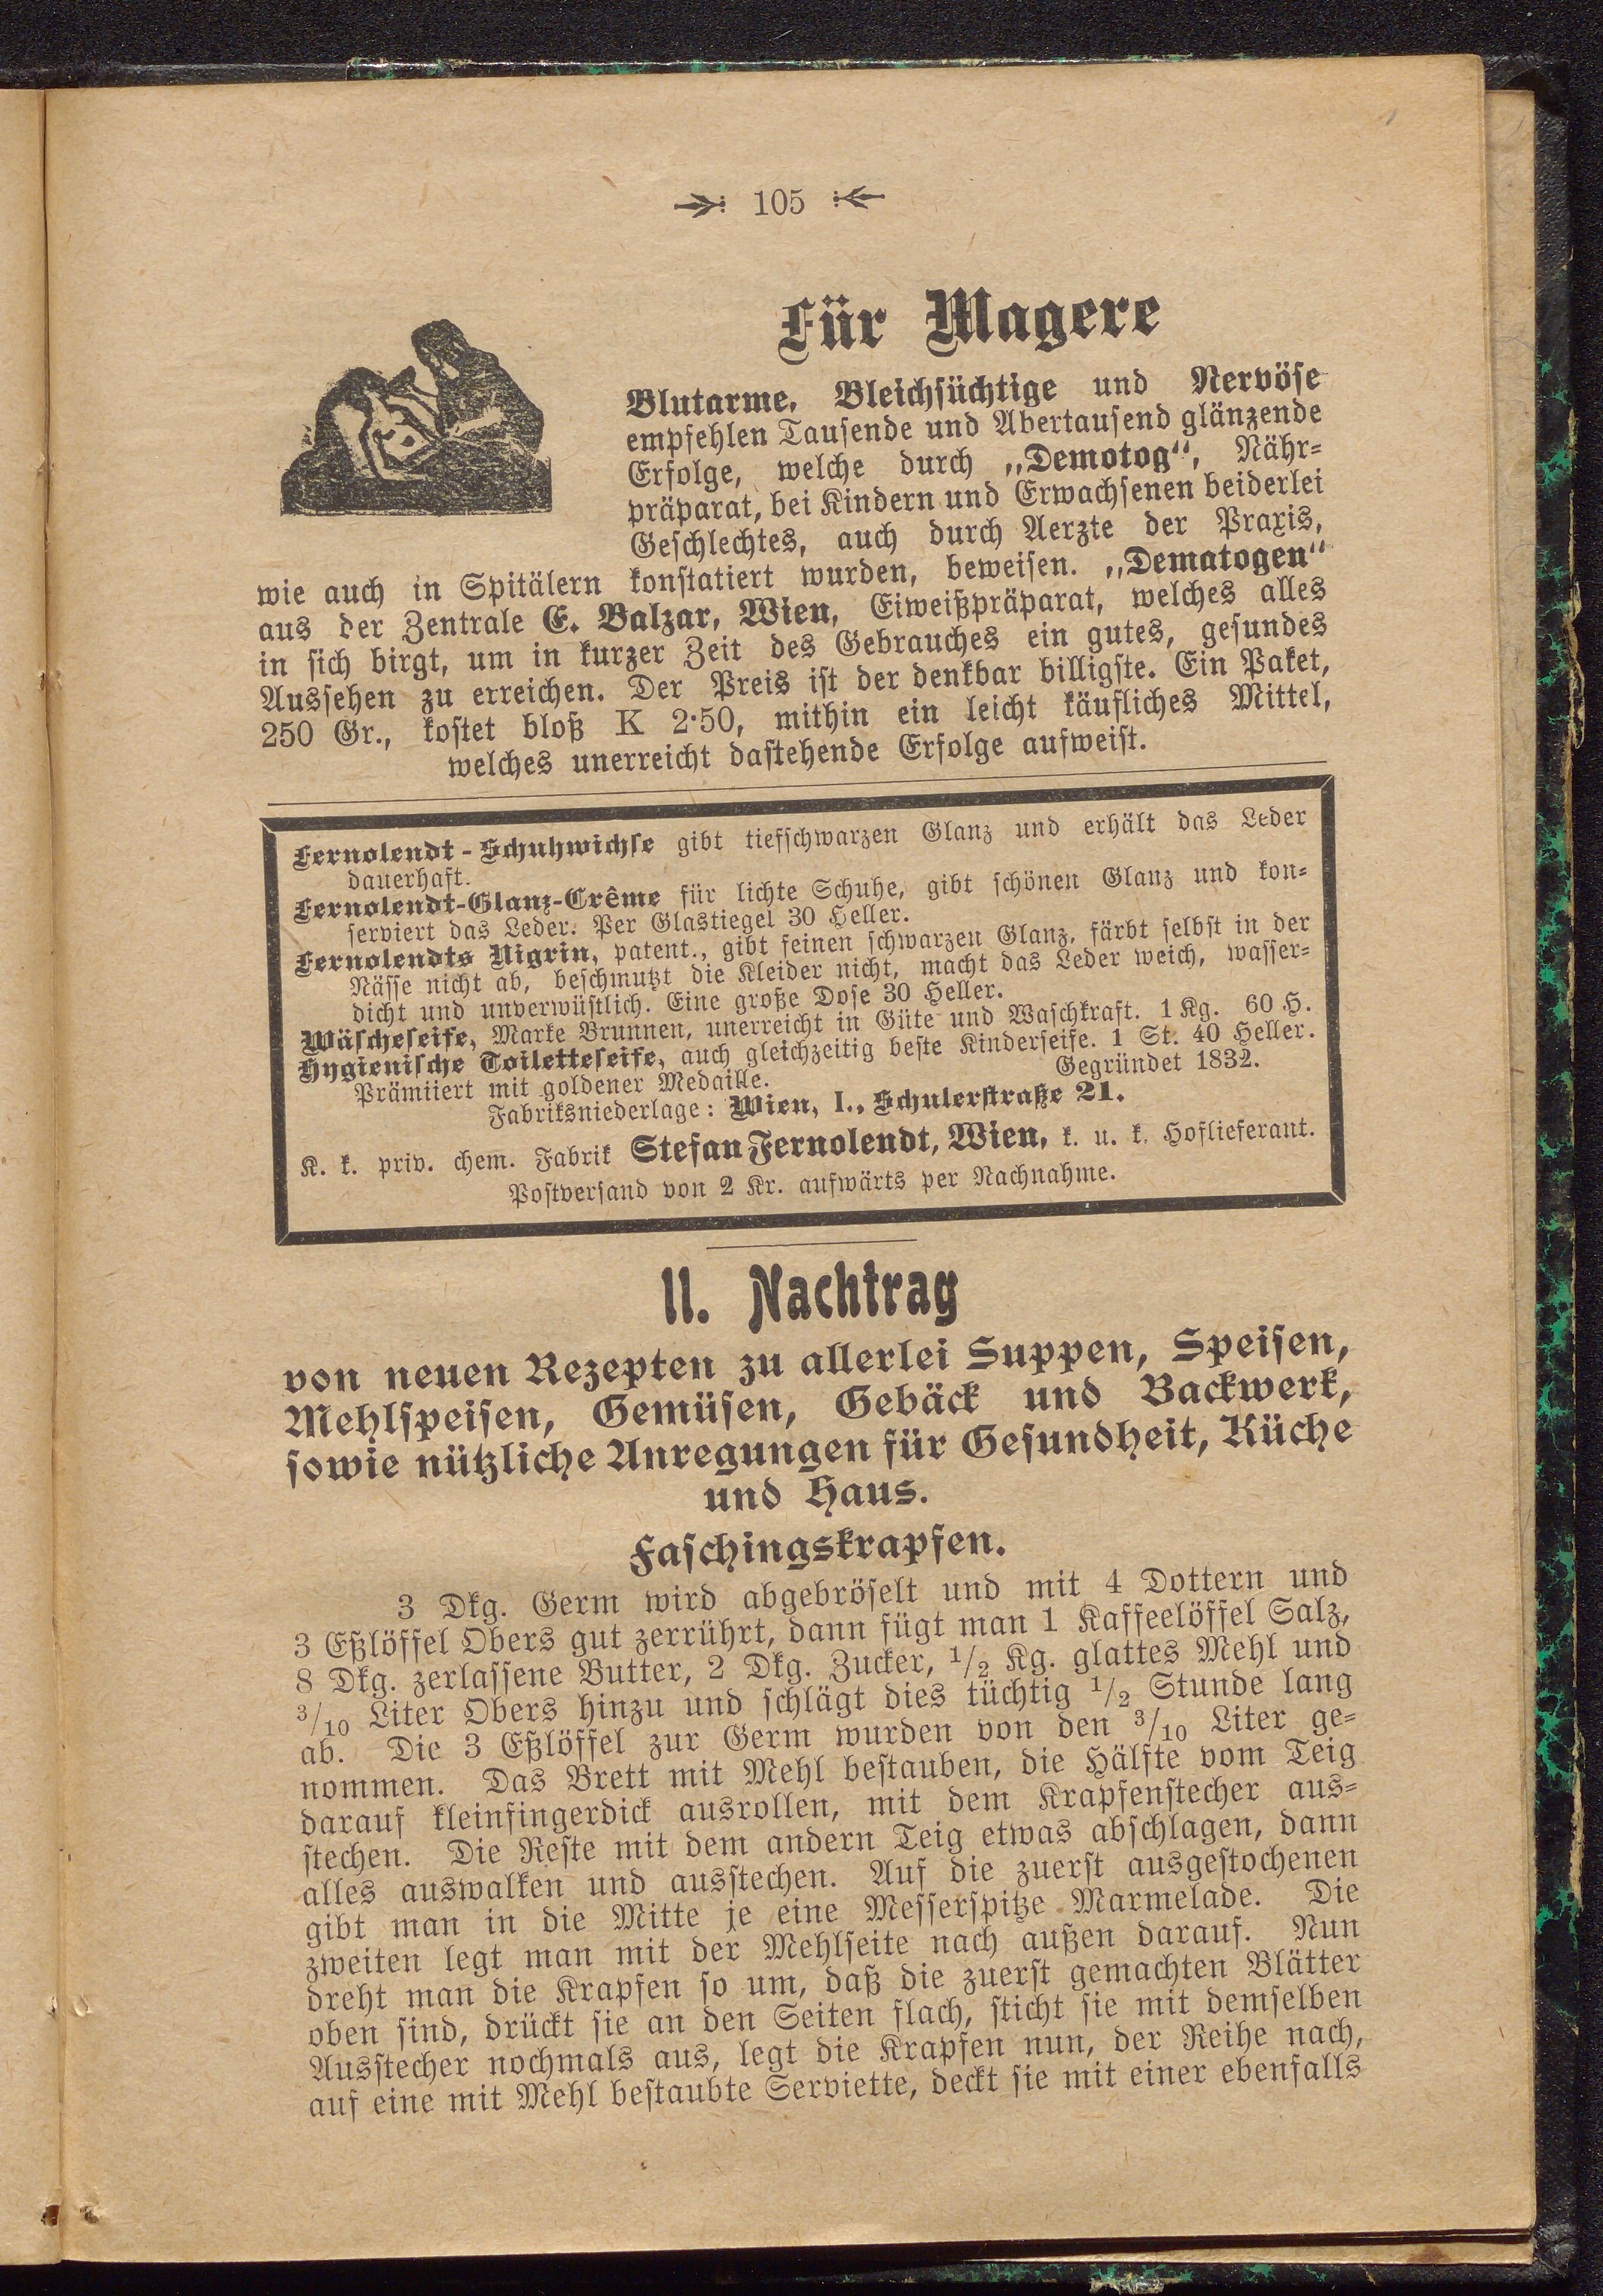 105
Für Magere
Blutarme, Bleichsüchtige und Nervöse
empfehlen Tausende und Abertausend glänzende
Erfolge, welche durch „Demotog“, Nähr-
präparat, bei Kindern und Erwachsenen beiderlei
Geschlechtes, auch durch Aerzte der Praxis,
wie auch in Spitälern konstatiert wurden, beweisen. „Dematogen“
aus der Zentrale E. Balzar, Wien, Eiweißpräparat, welches alles
in sich birgt, um in kurzer Zeit des Gebrauches ein gutes, gesundes
Aussehen zu erreichen. Der Preis ist der denkbar billigste. Ein Paket,
250 Gr., kostet bloß K 2·50, mithin ein leicht käufliches Mittel,
welches unerreicht dastehende Erfolge aufweist.
Fernolendt-Schuhwichse gibt tiefschwarzen Glanz und erhält das Leder
dauerhaft.
Fernolendt-Glanz-Crême für lichte Schuhe, gibt schönen Glanz und kon-
serviert das Leder. Per Glastiegel 30 Heller.
Fernolendts Nigrin, patent., gibt feinen schwarzen Glanz, färbt selbst in der
Nässe nicht ab, beschmutzt die Kleider nicht, macht das Leder weich, wasser-
dicht und unverwüstlich. Eine große Dose 30 Heller.
Wäscheseife, Marke Brunnen, unerreicht in Güte und Waschkraft. 1 Kg. 60 H.
Hygienische Toiletteseife, auch gleichzeitig beste Kinderseife. 1 St. 40 Heller.
Prämiiert mit goldener Medaille. Gegründet 1832.
Fabriksniederlage: Wien, I., Schulerstraße 21.
K. k. priv. chem. Fabrik Stefan Fernolendt, Wien, k. u. k. Hoflieferant.
Postversand von 2 Kr. aufwärts per Nachnahme.
II. Nachtrag
von neuen Rezepten zu allerlei Suppen, Speisen,
Mehlspeisen, Gemüsen, Gebäck und Backwerk,
sowie nützliche Anregungen für Gesundheit, Küche
und Haus.
Faschingskrapfen.
3 Dkg. Germ wird abgebröselt und mit 4 Dottern und
3 Eßlöffel Obers gut zerrührt, dann fügt man 1 Kaffeelöffel Salz,
8 Dkg. zerlassene Butter, 2 Dkg. Zucker, 1/2 Kg. glattes Mehl und
3/10 Liter Obers hinzu und schlägt dies tüchtig 1/2 Stunde lang
ab. Die 3 Eßlöffel zur Germ wurden von den 3/10 Liter ge-
nommen. Das Brett mit Mehl bestauben, die Hälfte vom Teig
darauf kleinfingerdick ausrollen, mit dem Krapfenstecher aus-
stechen. Die Reste mit dem andern Teig etwas abschlagen, dann
alles auswalken und ausstechen. Auf die zuerst ausgestochenen
gibt man in die Mitte je eine Messerspitze Marmelade. Die
zweiten legt man mit der Mehlseite nach außen darauf. Nun
dreht man die Krapfen so um, daß die zuerst gemachten Blätter
oben sind, drückt sie an den Seiten flach, sticht sie mit demselben
Ausstecher nochmals aus, legt die Krapfen nun, der Reihe nach,
auf eine mit Mehl bestaubte Serviette, deckt sie mit einer ebenfalls